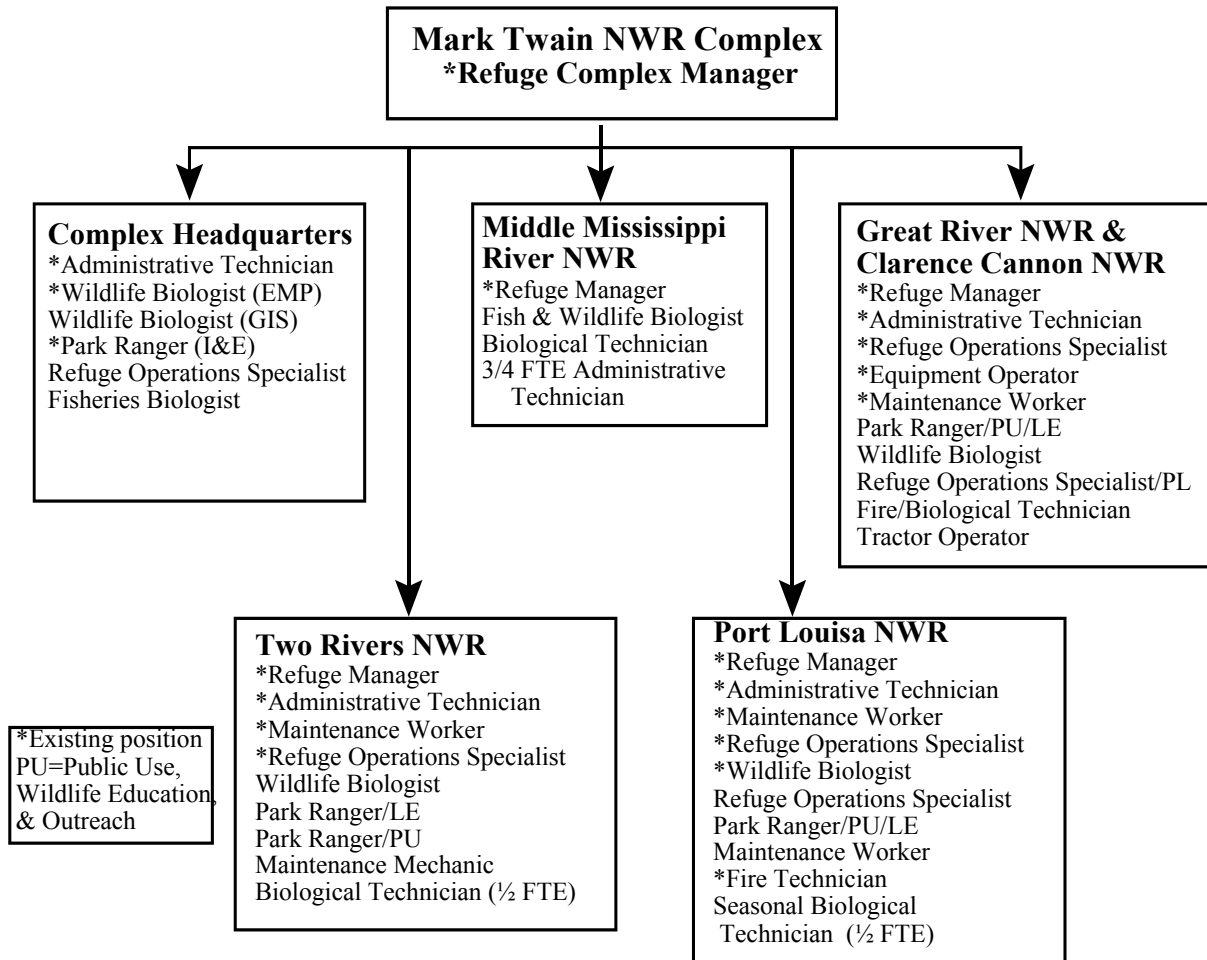 Mark Twain NWR Complex
*Refuge Complex Manager
Complex Headquarters
*Administrative Technician
*Wildlife Biologist (EMP)
Wildlife Biologist (GIS)
*Park Ranger (I&E)
Refuge Operations Specialist
Fisheries Biologist
Middle Mississippi
River NWR
*Refuge Manager
Fish & Wildlife Biologist
Biological Technician
3/4 FTE Administrative
Technician
Great River NWR &
Clarence Cannon NWR
*Refuge Manager
*Administrative Technician
*Refuge Operations Specialist
*Equipment Operator
*Maintenance Worker
Park Ranger/PU/LE
Wildlife Biologist
Refuge Operations Specialist/PL
Fire/Biological Technician
Tractor Operator
*Existing position
PU=Public Use,
Wildlife Education,
& Outreach
Two Rivers NWR
*Refuge Manager
*Administrative Technician
*Maintenance Worker
*Refuge Operations Specialist
Wildlife Biologist
Park Ranger/LE
Park Ranger/PU
Maintenance Mechanic
Biological Technician (½ FTE)
Port Louisa NWR
*Refuge Manager
*Administrative Technician
*Maintenance Worker
*Refuge Operations Specialist
*Wildlife Biologist
Refuge Operations Specialist
Park Ranger/PU/LE
Maintenance Worker
*Fire Technician
Seasonal Biological
Technician (½ FTE)